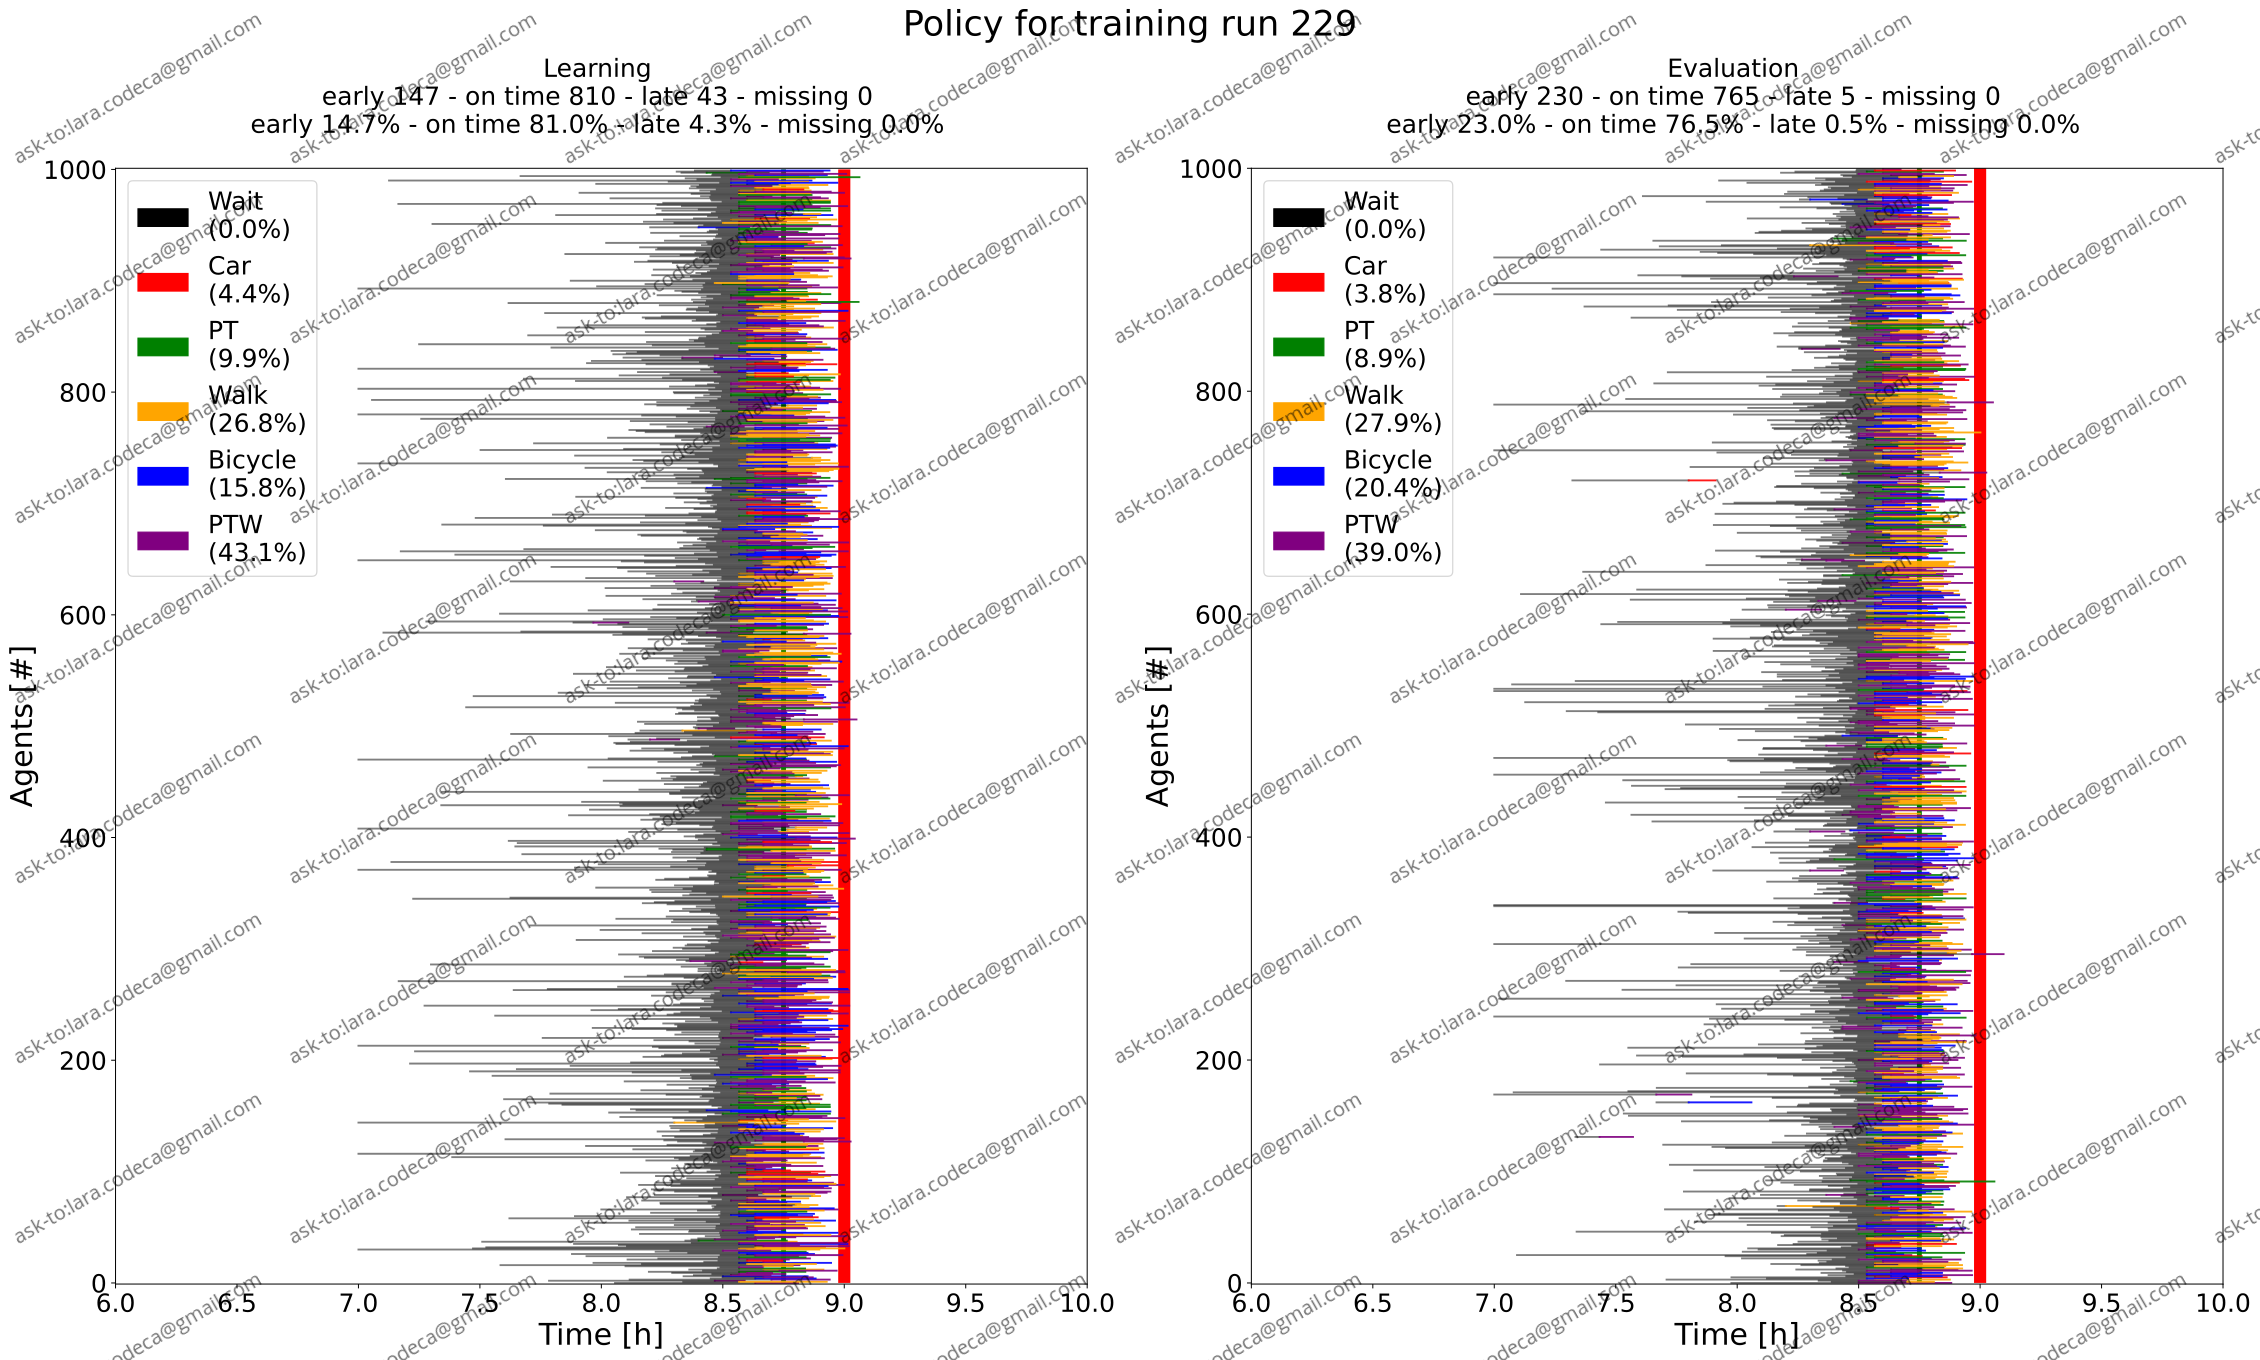 Policy for training run 229
Learning
early 147 - on time 810 - late 43 - missing 0
early 14.7% - on time 81.0% - late 4.3% - missing 0.0%
1000
800
600
400
200
0
Agents [#]
Wait
(0.0%)
Car
(4.4%)
PT
(9.9%)
Walk
(26.8%)
Bicycle
(15.8%)
PTW
(43.1%)
6.0 6.5 7.0 7.5 8.0 8.5 9.0 9.5 10.0
Time [h]
Evaluation
early 230 - on time 765 - late 5 - missing 0
early 23.0% - on time 76.5% - late 0.5% - missing 0.0%
1000
800
600
400
200
0
Agents [#]
Wait
(0.0%)
Car
(3.8%)
PT
(8.9%)
Walk
(27.9%)
Bicycle
(20.4%)
PTW
(39.0%)
6.0 6.5 7.0 7.5 8.0 8.5 9.0 9.5 10.0
Time [h]
ask-to:lara.codeca@gmail.com